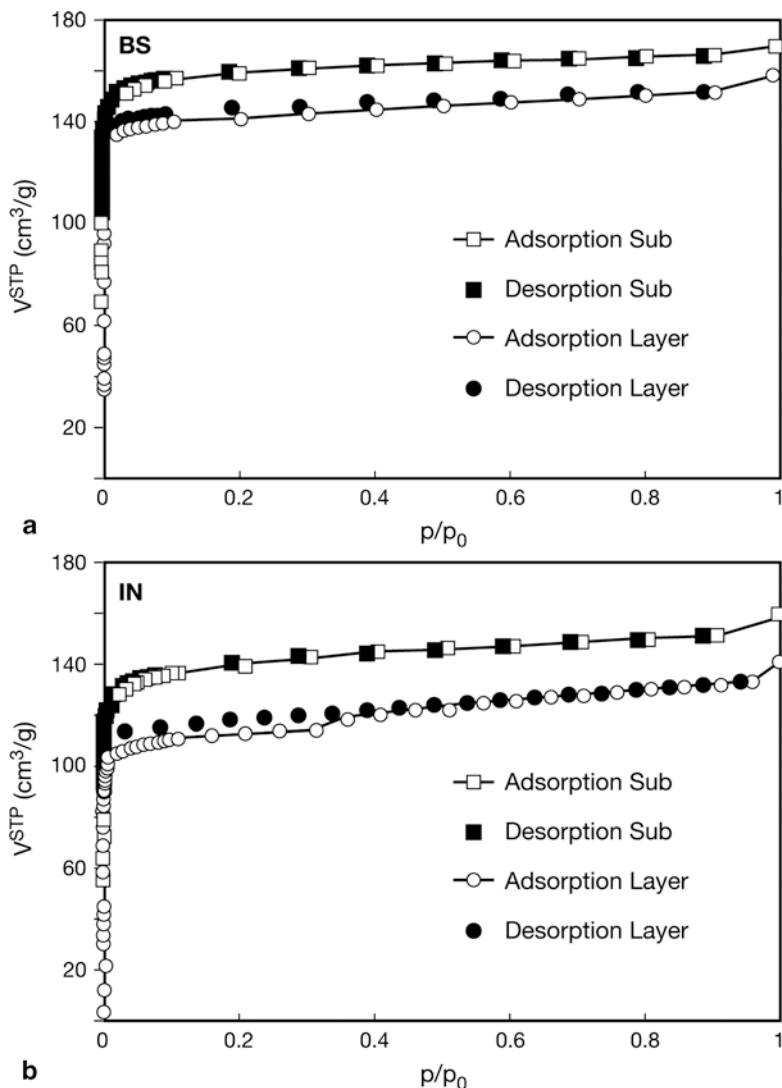 180
BS
140
100
60
20
V^STP (cm³/g)
Adsorption Sub
Desorption Sub
Adsorption Layer
Desorption Layer
0 0.2 0.4 0.6 0.8 1
a
p/p₀
180
IN
140
100
60
20
V^STP (cm³/g)
Adsorption Sub
Desorption Sub
Adsorption Layer
Desorption Layer
0 0.2 0.4 0.6 0.8 1
b
p/p₀